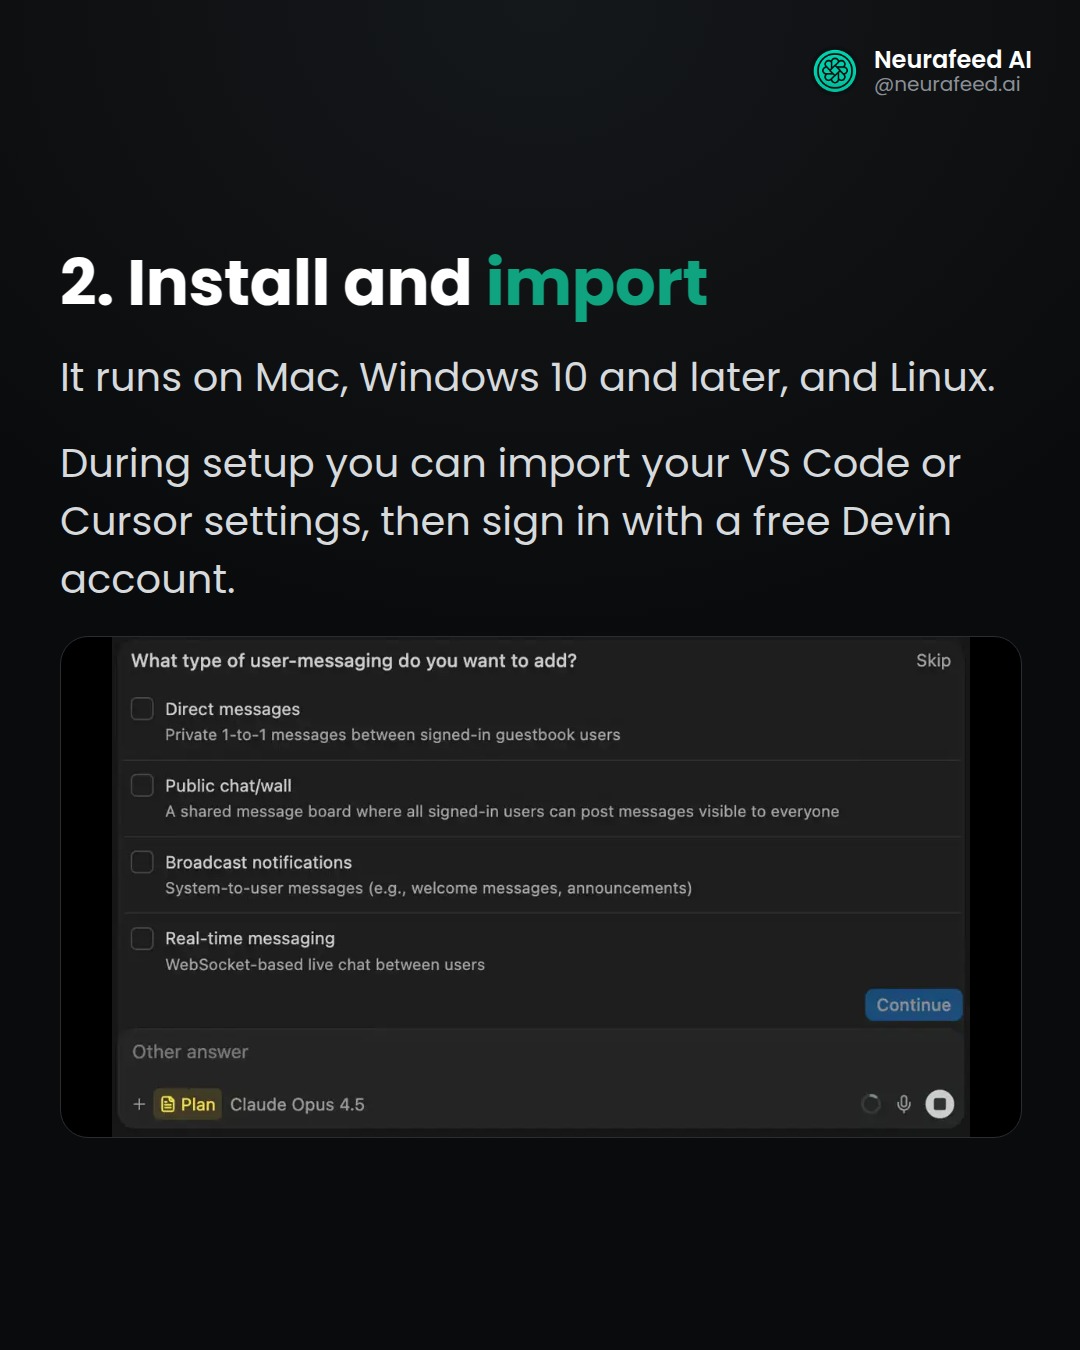 Neurafeed AI
@neurafeed.ai
2. Install and import
It runs on Mac, Windows 10 and later, and Linux.
During setup you can import your VS Code or
Cursor settings, then sign in with a free Devin
account.
What type of user-messaging do you want to add?
Skip
Direct messages
Private 1-to-1 messages between signed-in guestbook users
Public chat/wall
A shared message board where all signed-in users can post messages visible to everyone
Broadcast notifications
System-to-user messages (e.g., welcome messages, announcements)
Real-time messaging
WebSocket-based live chat between users
Continue
Other answer
+ Plan Claude Opus 4.5